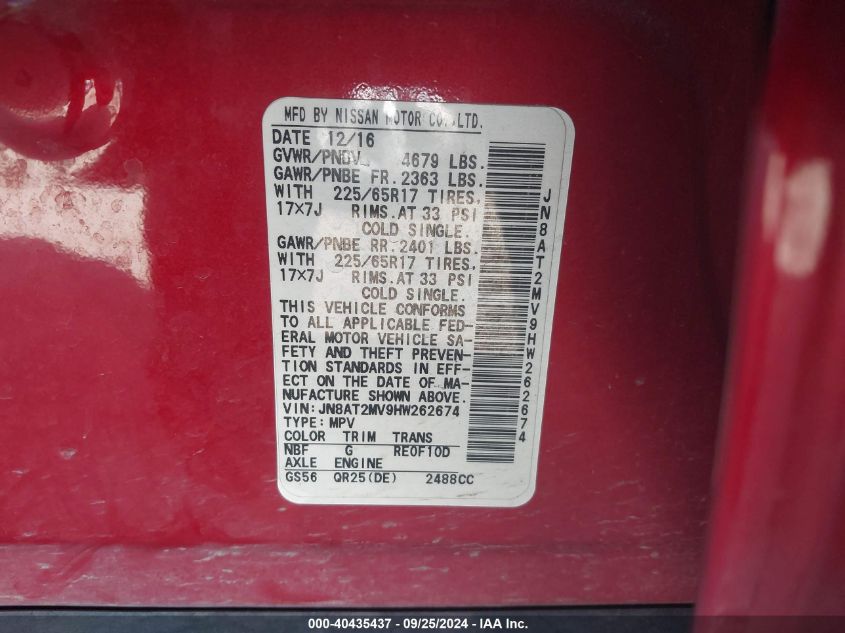 MFD BY NISSAN MOTOR CO.,LTD.
DATE 12/16
GVWR/PNBV 4679 LBS.
GAWR/PNBE FR.2363 LBS.
WITH 225/65R17 TIRES,
17×7J RIMS.AT 33 PSI
COLD SINGLE.
GAWR/PNBE RR.2401 LBS.
WITH 225/65R17 TIRES,
17×7J RIMS.AT 33 PSI
COLD SINGLE.
THIS VEHICLE CONFORMS
TO ALL APPLICABLE FED-
ERAL MOTOR VEHICLE SA-
FETY AND THEFT PREVEN-
TION STANDARDS IN EFF-
ECT ON THE DATE OF MA-
NUFACTURE SHOWN ABOVE.
VIN:JN8AT2MV9HW262674
TYPE:MPV
COLOR TRIM TRANS
NBF G RE0F10D
AXLE ENGINE
GS56 QR25(DE) 2488CC
JN8AT2MV9HW262674
000-40435437 - 09/25/2024 - IAA Inc.